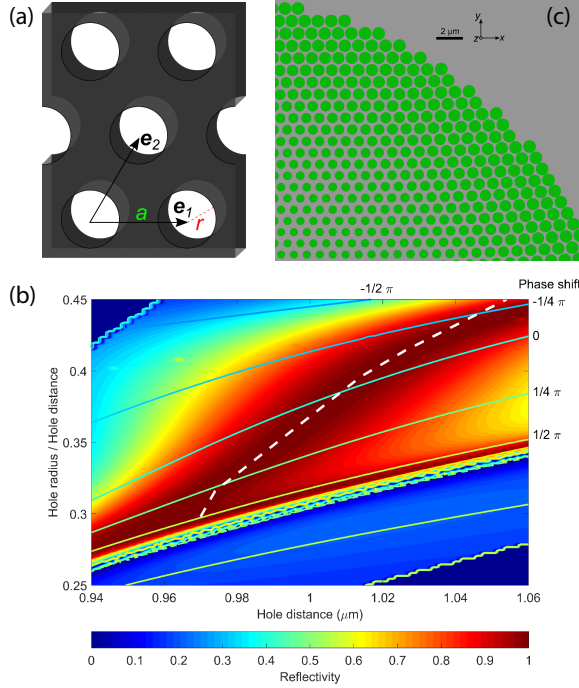 (a)
e2
a
e1
r
(c)
2 μm
y
z
x
(b)
-1/2 π
Phase shift
0.45
-1/4 π
0
0.4
1/4 π
0.35
1/2 π
0.3
0.25
Hole radius / Hole distance
0.94
0.96
0.98
1
1.02
1.04
1.06
Hole distance (μm)
0
0.1
0.2
0.3
0.4
0.5
0.6
0.7
0.8
0.9
1
Reflectivity